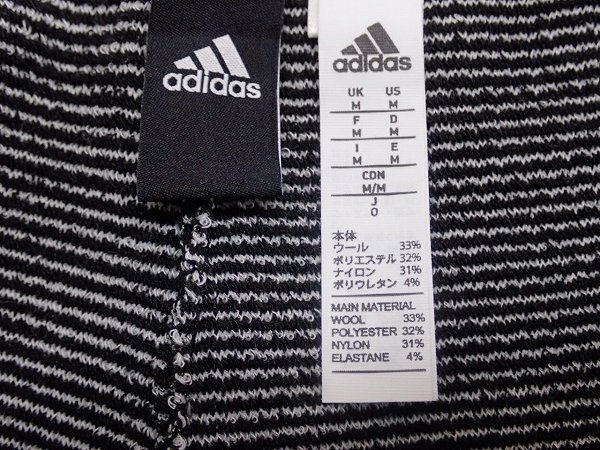 adidas
adidas
UK US
M M
F D
M M
I E
M M
CDN
M/M
J
O
本体
ウール 33%
ポリエステル 32%
ナイロン 31%
ポリウレタン 4%
MAIN MATERIAL
WOOL 33%
POLYESTER 32%
NYLON 31%
ELASTANE 4%